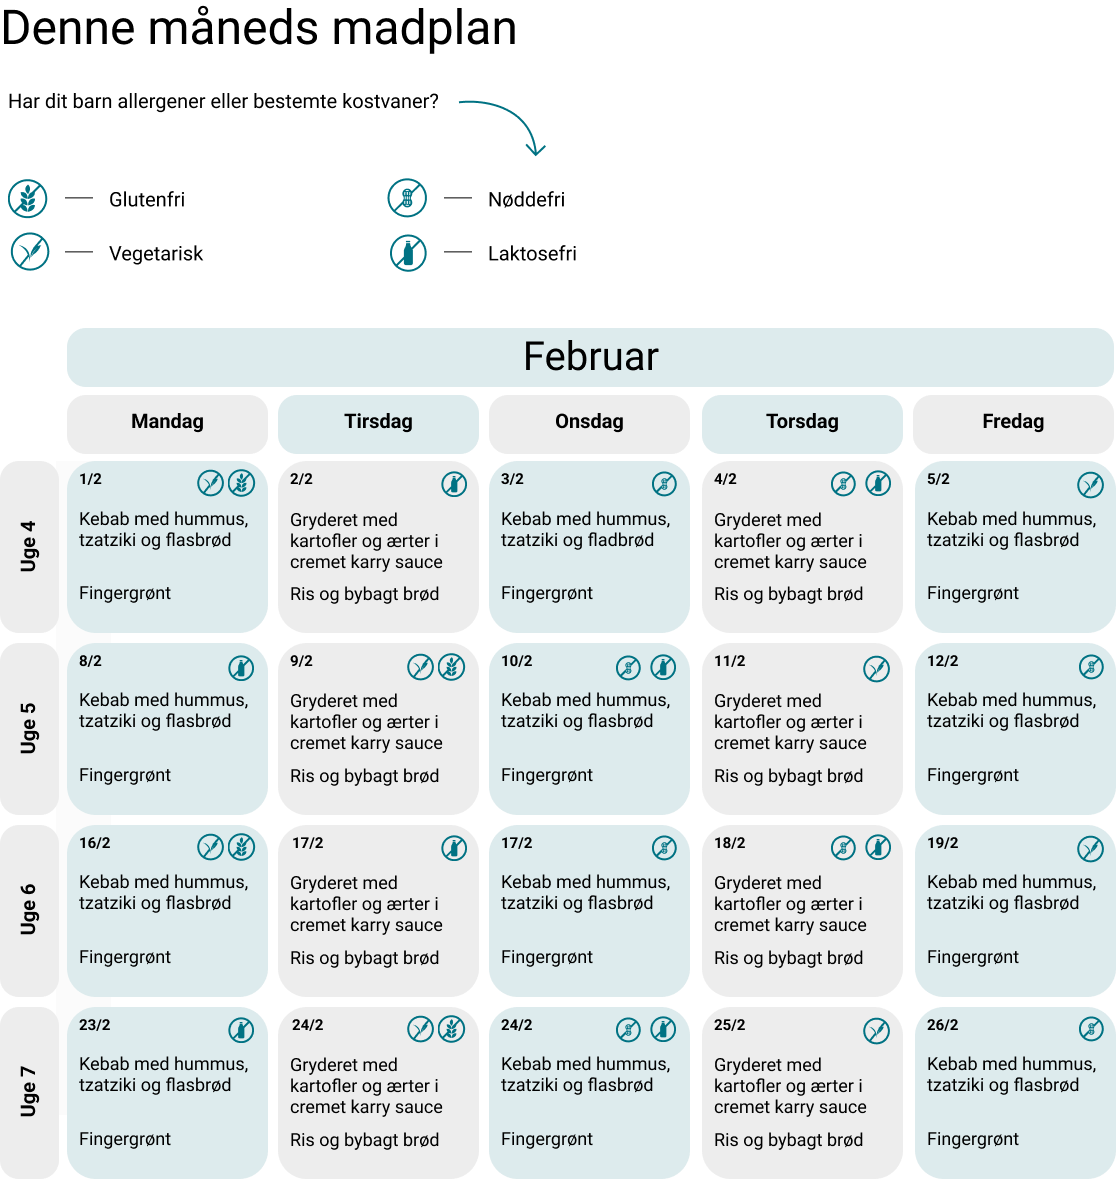 Denne måneds madplan
Har dit barn allergener eller bestemte kostvaner?
Glutenfri
Nøddefri
Vegetarisk
Laktosefri
Februar
Mandag
Tirsdag
Onsdag
Torsdag
Fredag
Uge 4
1/2
Kebab med hummus,
tzatziki og flasbrød
Fingergrønt
2/2
Gryderet med
kartofler og ærter i
cremet karry sauce
Ris og bybagt brød
3/2
Kebab med hummus,
tzatziki og fladbrød
Fingergrønt
4/2
Gryderet med
kartofler og ærter i
cremet karry sauce
Ris og bybagt brød
5/2
Kebab med hummus,
tzatziki og flasbrød
Fingergrønt
Uge 5
8/2
Kebab med hummus,
tzatziki og flasbrød
Fingergrønt
9/2
Gryderet med
kartofler og ærter i
cremet karry sauce
Ris og bybagt brød
10/2
Kebab med hummus,
tzatziki og flasbrød
Fingergrønt
11/2
Gryderet med
kartofler og ærter i
cremet karry sauce
Ris og bybagt brød
12/2
Kebab med hummus,
tzatziki og flasbrød
Fingergrønt
Uge 6
16/2
Kebab med hummus,
tzatziki og flasbrød
Fingergrønt
17/2
Gryderet med
kartofler og ærter i
cremet karry sauce
Ris og bybagt brød
17/2
Kebab med hummus,
tzatziki og flasbrød
Fingergrønt
18/2
Gryderet med
kartofler og ærter i
cremet karry sauce
Ris og bybagt brød
19/2
Kebab med hummus,
tzatziki og flasbrød
Fingergrønt
Uge 7
23/2
Kebab med hummus,
tzatziki og flasbrød
Fingergrønt
24/2
Gryderet med
kartofler og ærter i
cremet karry sauce
Ris og bybagt brød
24/2
Kebab med hummus,
tzatziki og flasbrød
Fingergrønt
25/2
Gryderet med
kartofler og ærter i
cremet karry sauce
Ris og bybagt brød
26/2
Kebab med hummus,
tzatziki og flasbrød
Fingergrønt